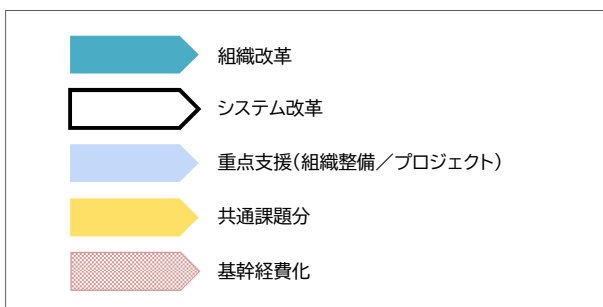 組織改革
システム改革
重点支援(組織整備／プロジェクト)
共通課題分
基幹経費化